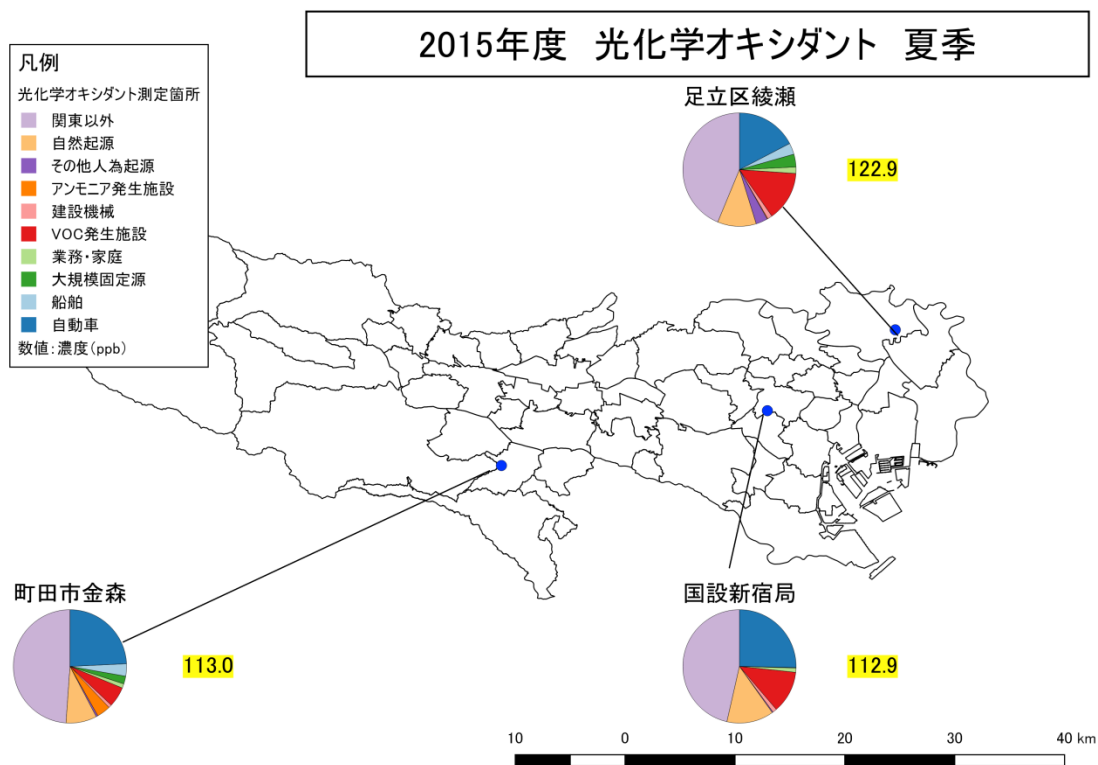 2015年度 光化学オキシダント 夏季
凡例
光化学オキシダント測定箇所
関東以外
自然起源
その他人為起源
アンモニア発生施設
建設機械
VOC発生施設
業務・家庭
大規模固定源
船舶
自動車
数値:濃度(ppb)
足立区綾瀬
122.9
町田市金森
113.0
国設新宿局
112.9
10 0 10 20 30 40 km